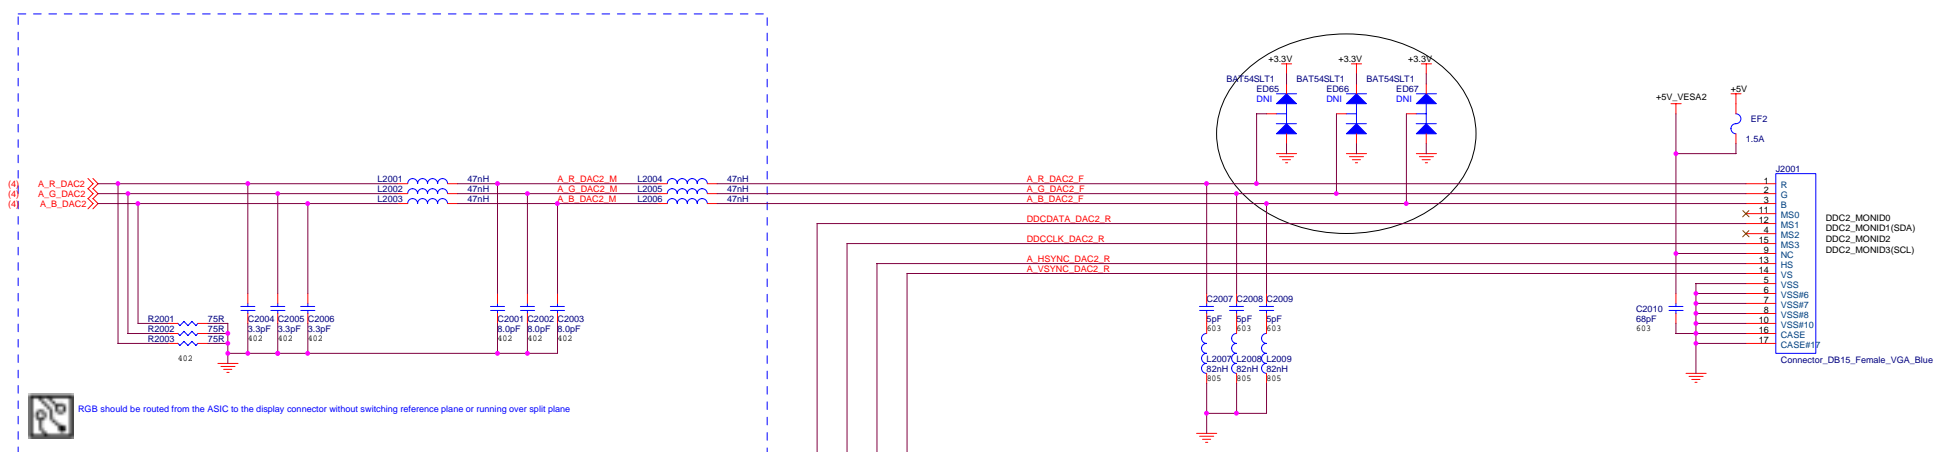 +3.3V +3.3V +3.3V
BAT54SLT1 BAT54SLT1 BAT54SLT1
ED65 ED66 ED67
DNI DNI DNI
+5V_VESA2 +5V
EF2
1.5A
(4) A_R_DAC2 L2001 47nH A_R_DAC2_M L2004 47nH A_R_DAC2_F
(4) A_G_DAC2 L2002 47nH A_G_DAC2_M L2005 47nH A_G_DAC2_F
(4) A_B_DAC2 L2003 47nH A_B_DAC2_M L2006 47nH A_B_DAC2_F
DDCDATA_DAC2_R
DDCCLK_DAC2_R
A_HSYNC_DAC2_R
A_VSYNC_DAC2_R
J2001
1 R
2 G
3 B
11 MS0
12 MS1
4 MS2
15 MS3
9 NC
13 HS
14 VS
5 VSS
6 VSS#6
7 VSS#7
8 VSS#8
10 VSS#10
16 CASE
17 CASE#17
DDC2_MONID0
DDC2_MONID1(SDA)
DDC2_MONID2
DDC2_MONID3(SCL)
Connector_DB15_Female_VGA_Blue
R2001 75R
R2002 75R
R2003 75R
402
C2004 C2005 C2006
3.3pF 3.3pF 3.3pF
402 402 402
C2001 C2002 C2003
8.0pF 8.0pF 8.0pF
402 402 402
C2007 C2008 C2009
5pF 5pF 5pF
603 603 603
L2007 L2008 L2009
82nH 82nH 82nH
805 805 805
C2010
68pF
603
RGB should be routed from the ASIC to the display connector without switching reference plane or running over split plane